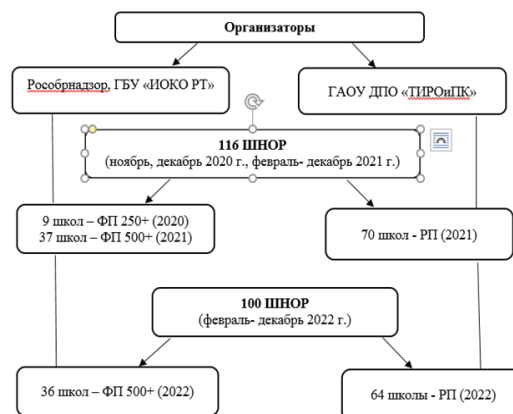 Организаторы
Рособрнадзор, ГБУ «ИОКО РТ»
ГАОУ ДПО «ТИРОиПК»
116 ШНОР
(ноябрь, декабрь 2020 г., февраль- декабрь 2021 г.)
9 школ – ФП 250+ (2020)
37 школ – ФП 500+ (2021)
70 школ - РП (2021)
100 ШНОР
(февраль- декабрь 2022 г.)
36 школ – ФП 500+ (2022)
64 школы - РП (2022)